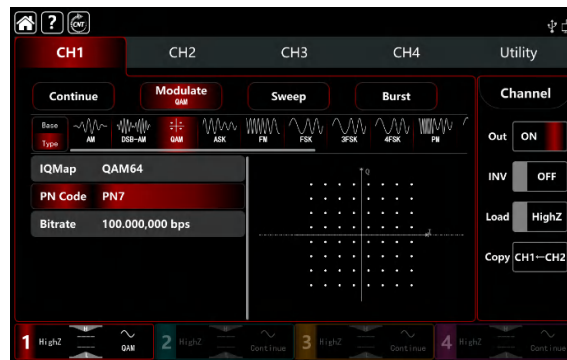 ? CNT
CH1 CH2 CH3 CH4 Utility
Continue Modulate QAM Sweep Burst Channel
Base Type AM DSB-AM QAM ASK FM FSK 3FSK 4FSK PM
Out ON
IQMap QAM64
Q
PN Code PN7
INV OFF
Bitrate 100.000,000 bps
I
Load HighZ
Copy CH1←CH2
1 HighZ QAM 2 HighZ Continue 3 HighZ Continue 4 HighZ Continue